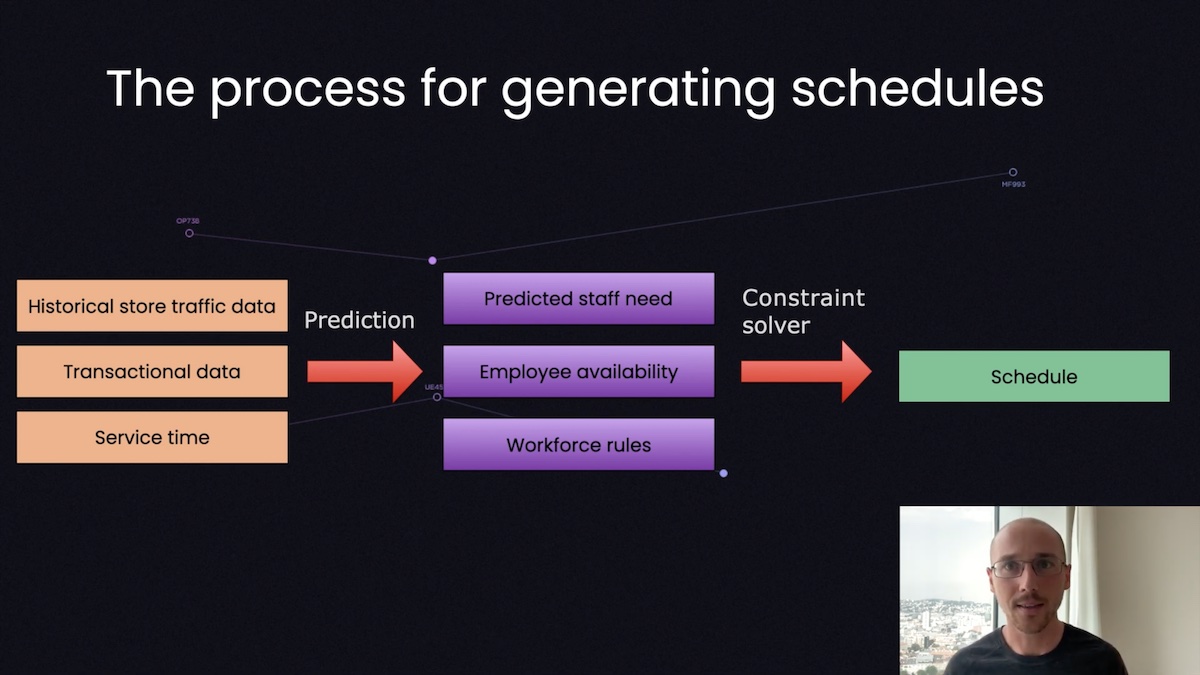 The process for generating schedules
OP73B
MF993
Historical store traffic data
Transactional data
Service time
Prediction
UE45
Predicted staff need
Employee availability
Workforce rules
Constraint
solver
Schedule